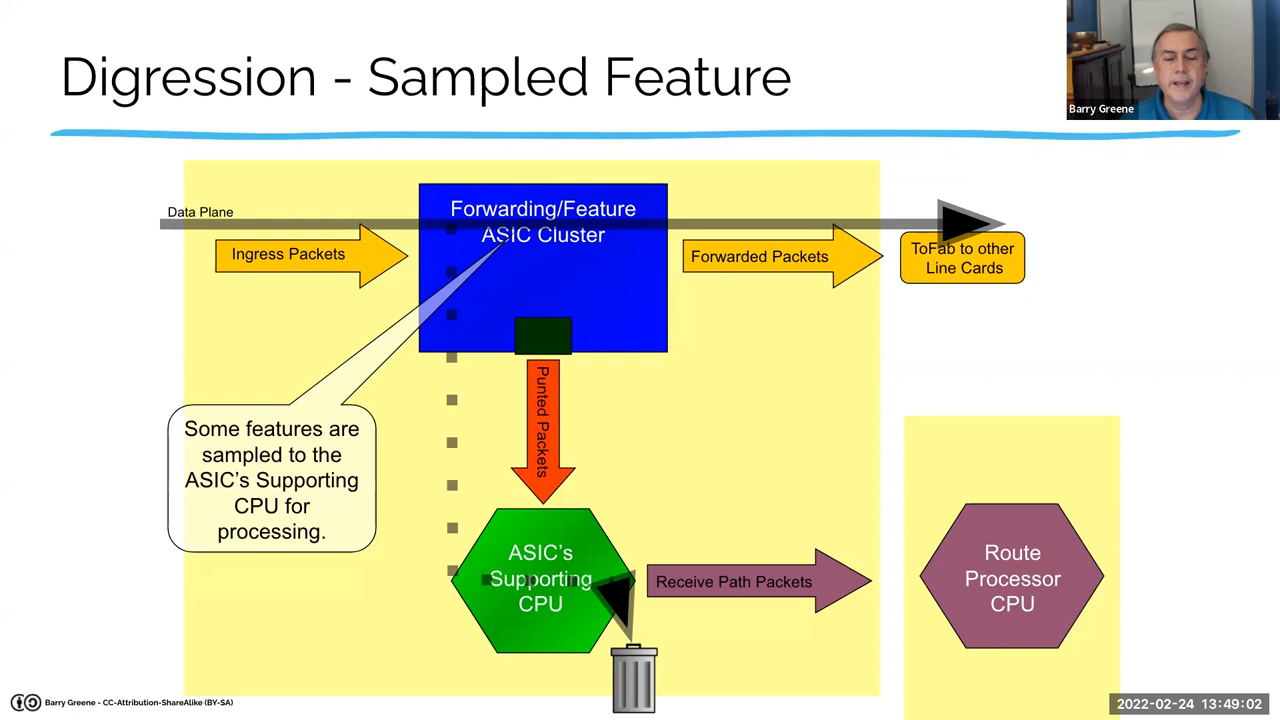 Digression - Sampled Feature
Barry Greene
Data Plane
Forwarding/Feature
ASIC Cluster
Ingress Packets
Forwarded Packets
ToFab to other
Line Cards
Punted Packets
Some features are
sampled to the
ASIC's Supporting
CPU for
processing.
ASIC's
Supporting
CPU
Receive Path Packets
Route
Processor
CPU
Barry Greene - CC-Attribution-ShareAlike (BY-SA)
2022-02-24 13:49:02